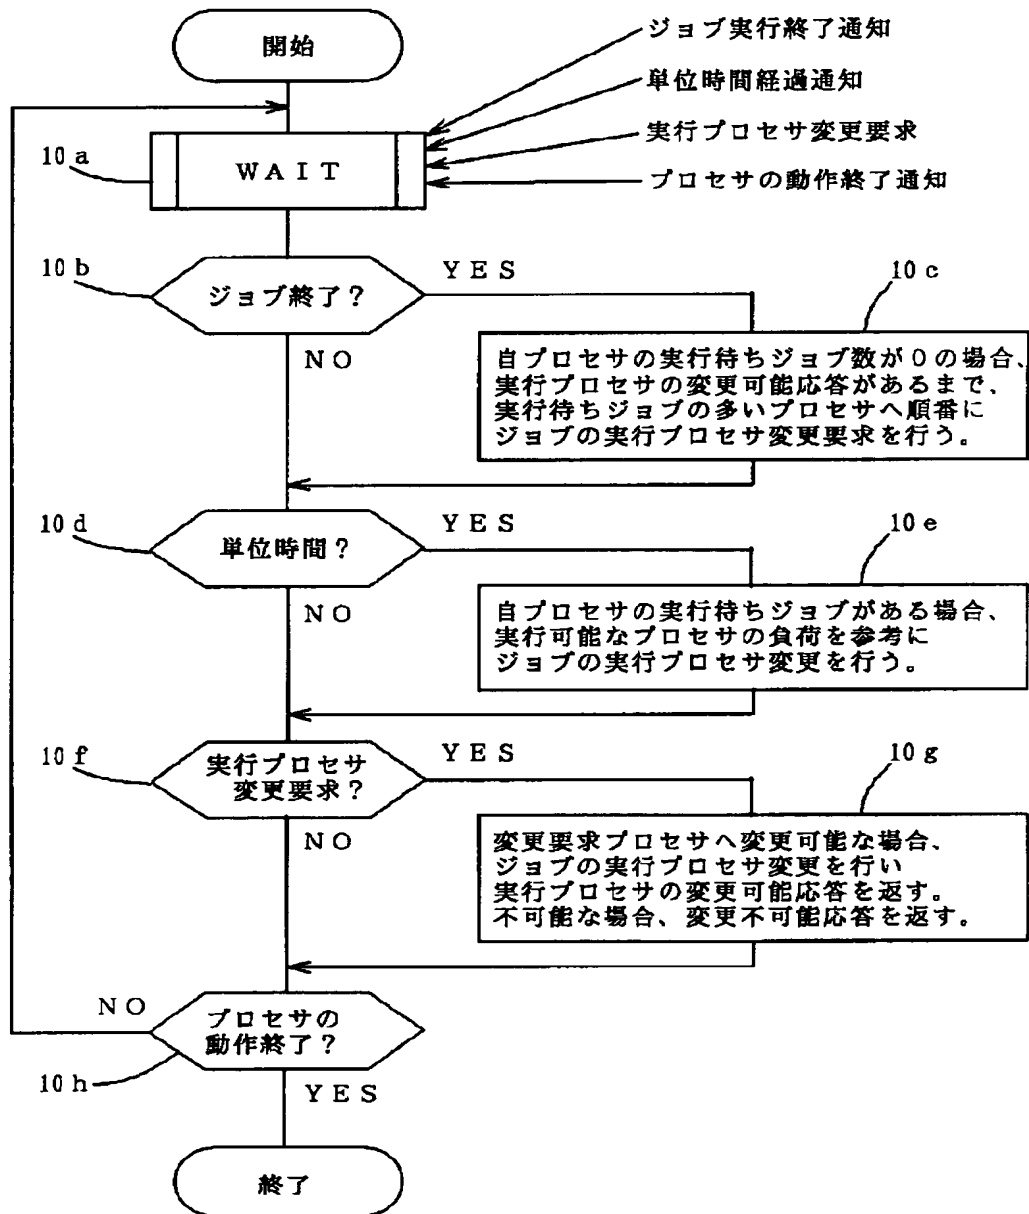 開始
ジョブ実行終了通知
単位時間経過通知
実行プロセサ変更要求
プロセサの動作終了通知
10a
WAIT
10b
ジョブ終了?
YES
NO
10c
自プロセサの実行待ちジョブ数が0の場合、
実行プロセサの変更可能応答があるまで、
実行待ちジョブの多いプロセサへ順番に
ジョブの実行プロセサ変更要求を行う。
10d
単位時間?
YES
NO
10e
自プロセサの実行待ちジョブがある場合、
実行可能なプロセサの負荷を参考に
ジョブの実行プロセサ変更を行う。
10f
実行プロセサ
変更要求?
YES
NO
10g
変更要求プロセサへ変更可能な場合、
ジョブの実行プロセサ変更を行い
実行プロセサの変更可能応答を返す。
不可能な場合、変更不可能応答を返す。
NO
プロセサの
動作終了?
10h
YES
終了